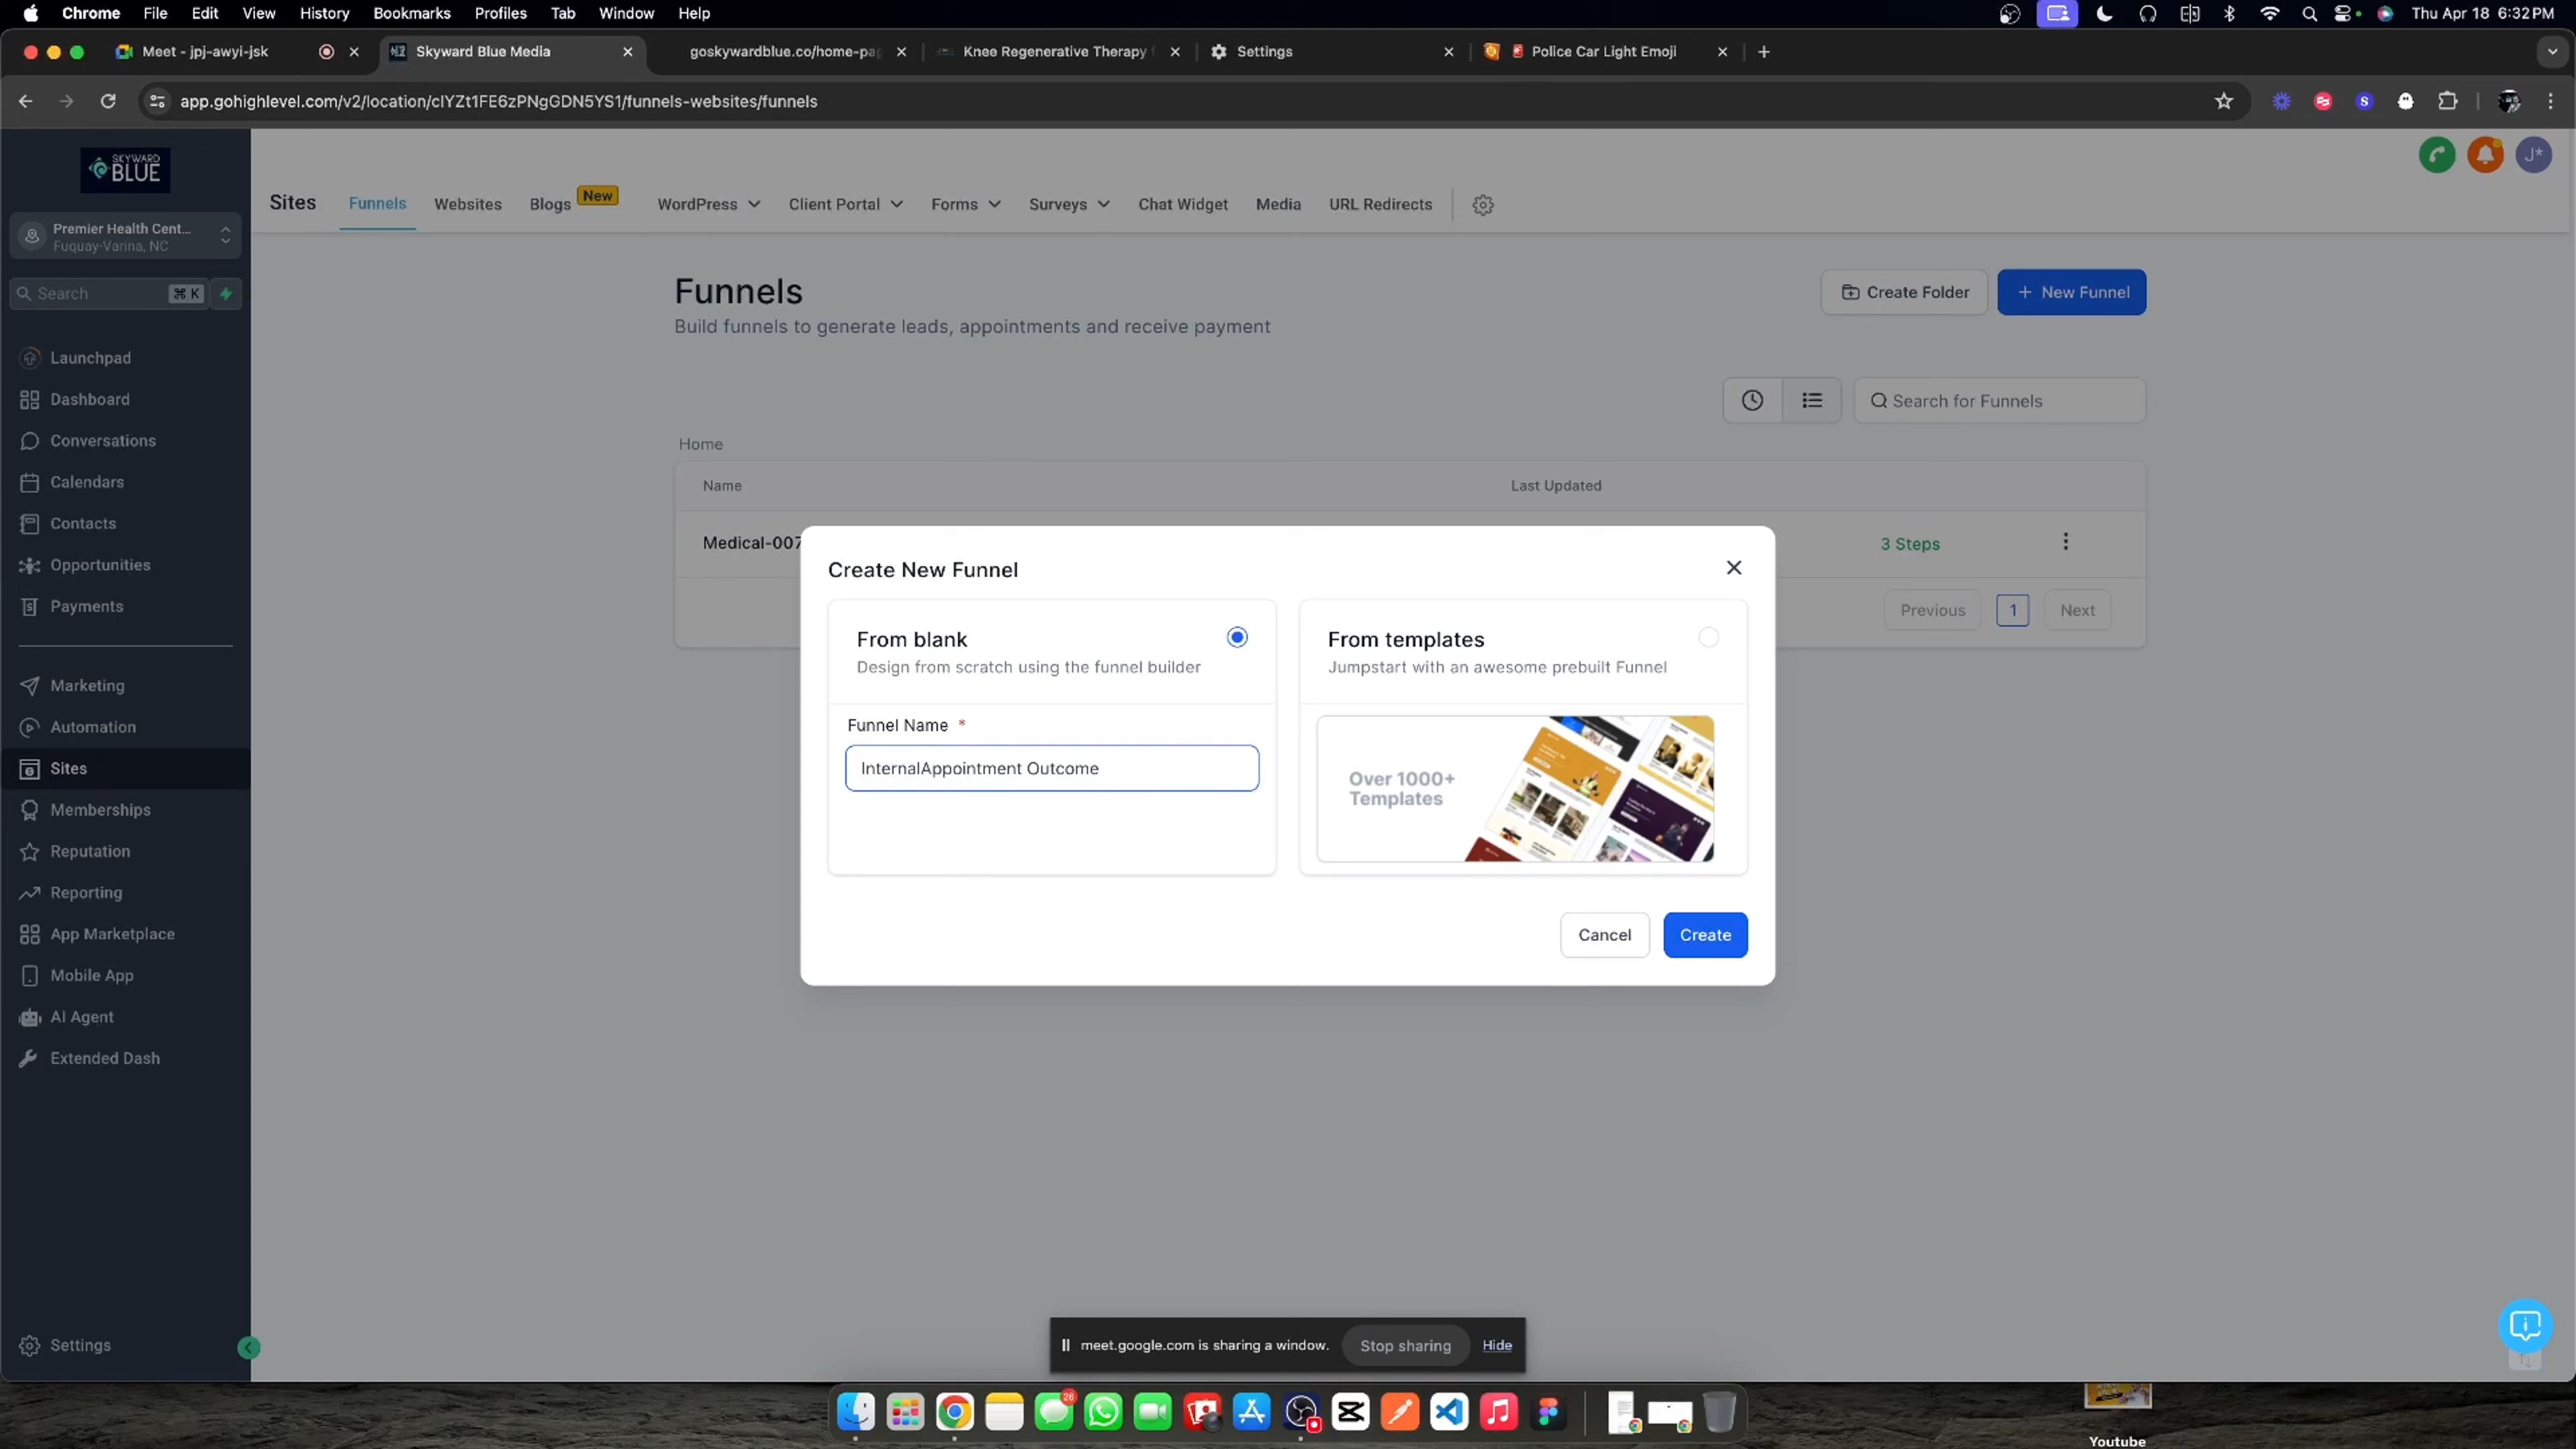 Chrome File Edit View History Bookmarks Profiles Tab Window Help Thu Apr 18 6:32 PM
Meet - jpj-awyi-jsk Skyward Blue Media goskywardblue.co/home-pag Knee Regenerative Therapy Settings Police Car Light Emoji
app.gohighlevel.com/v2/location/cIYZt1FE6zPNgGDN5YS1/funnels-websites/funnels
SKYWARD
BLUE
J*
Sites Funnels Websites Blogs New WordPress Client Portal Forms Surveys Chat Widget Media URL Redirects
Premier Health Cent...
Fuquay-Varina, NC
Search ⌘ K
Funnels
Build funnels to generate leads, appointments and receive payment
Create Folder
+ New Funnel
Search for Funnels
Home
Name Last Updated
Medical-007 3 Steps
Previous 1 Next
Launchpad
Dashboard
Conversations
Calendars
Contacts
Opportunities
Payments
Marketing
Automation
Sites
Memberships
Reputation
Reporting
App Marketplace
Mobile App
AI Agent
Extended Dash
Settings
Create New Funnel
From blank
Design from scratch using the funnel builder
Funnel Name *
InternalAppointment Outcome
From templates
Jumpstart with an awesome prebuilt Funnel
Over 1000+
Templates
Cancel
Create
meet.google.com is sharing a window. Stop sharing Hide
28
Youtube